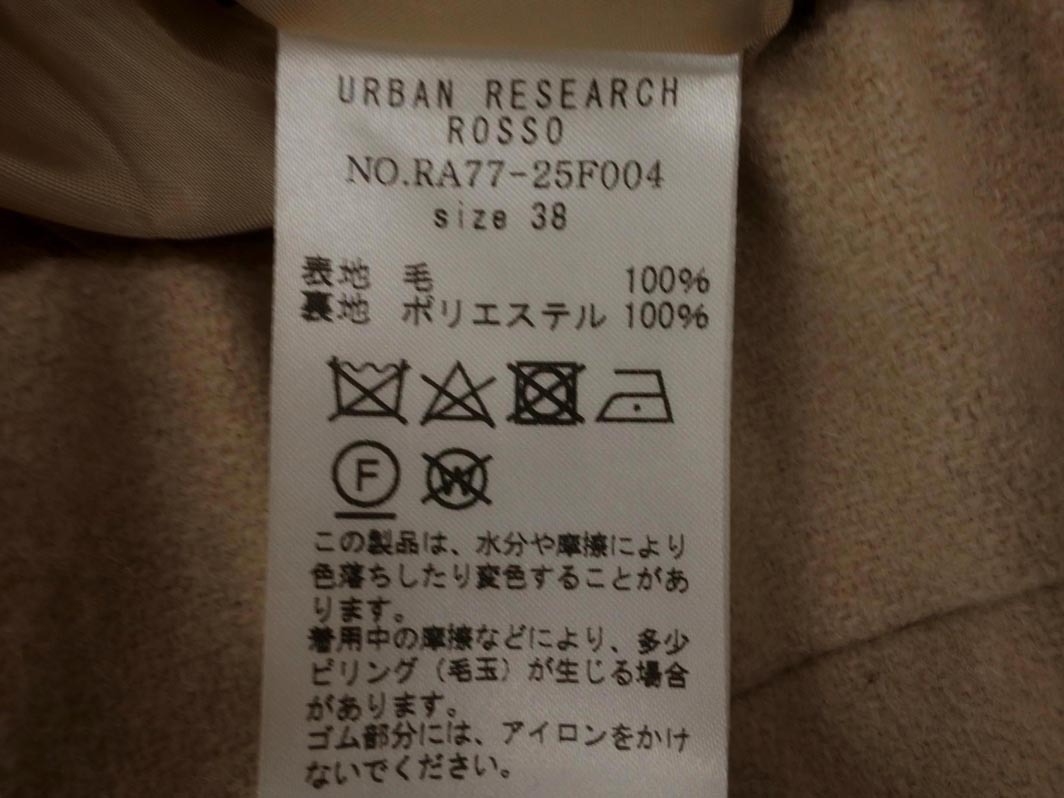 URBAN RESEARCH
ROSSO
NO.RA77-25F004
size 38
表地 毛 100%
裏地 ポリエステル 100%
F W
この製品は、水分や摩擦により
色落ちしたり変色することがあ
ります。
着用中の摩擦などにより、多少
ピリング（毛玉）が生じる場合
があります。
ゴム部分には、アイロンをかけ
ないでください。